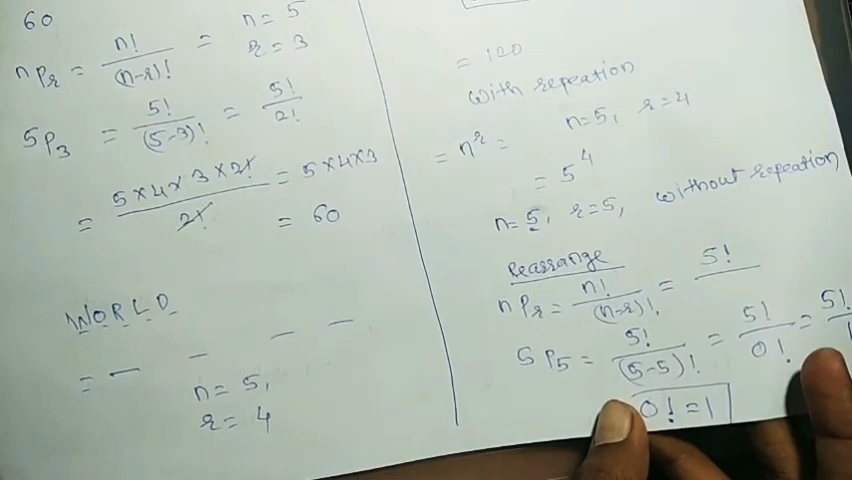 60
nPr = n!/(n-r)! = n=5
r=3
5P3 = 5!/(5-3)! = 5!/2!
= 5×4×3×2!/2! = 5×4×3
= 60
WORLD
= _ _ _ _
n=5,
r=4
= 120
with repeation
= n^r = n=5, r=4
= 5^4
n=5, r=5, without repeation
Rearrange
nPr = n!/(n-r)! = 5!
5P5 = 5!/(5-5)! = 5!/0! = 5!/1
0! = 1